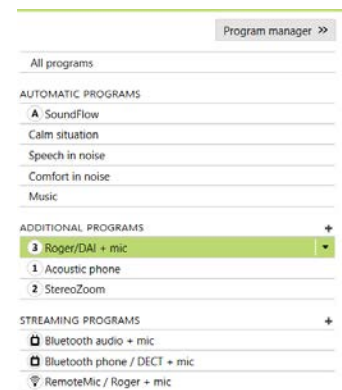 Program manager »
All programs
AUTOMATIC PROGRAMS
A SoundFlow
Calm situation
Speech in noise
Comfort in noise
Music
ADDITIONAL PROGRAMS +
3 Roger/DAI + mic
1 Acoustic phone
2 StereoZoom
STREAMING PROGRAMS +
Bluetooth audio + mic
Bluetooth phone / DECT + mic
RemoteMic / Roger + mic